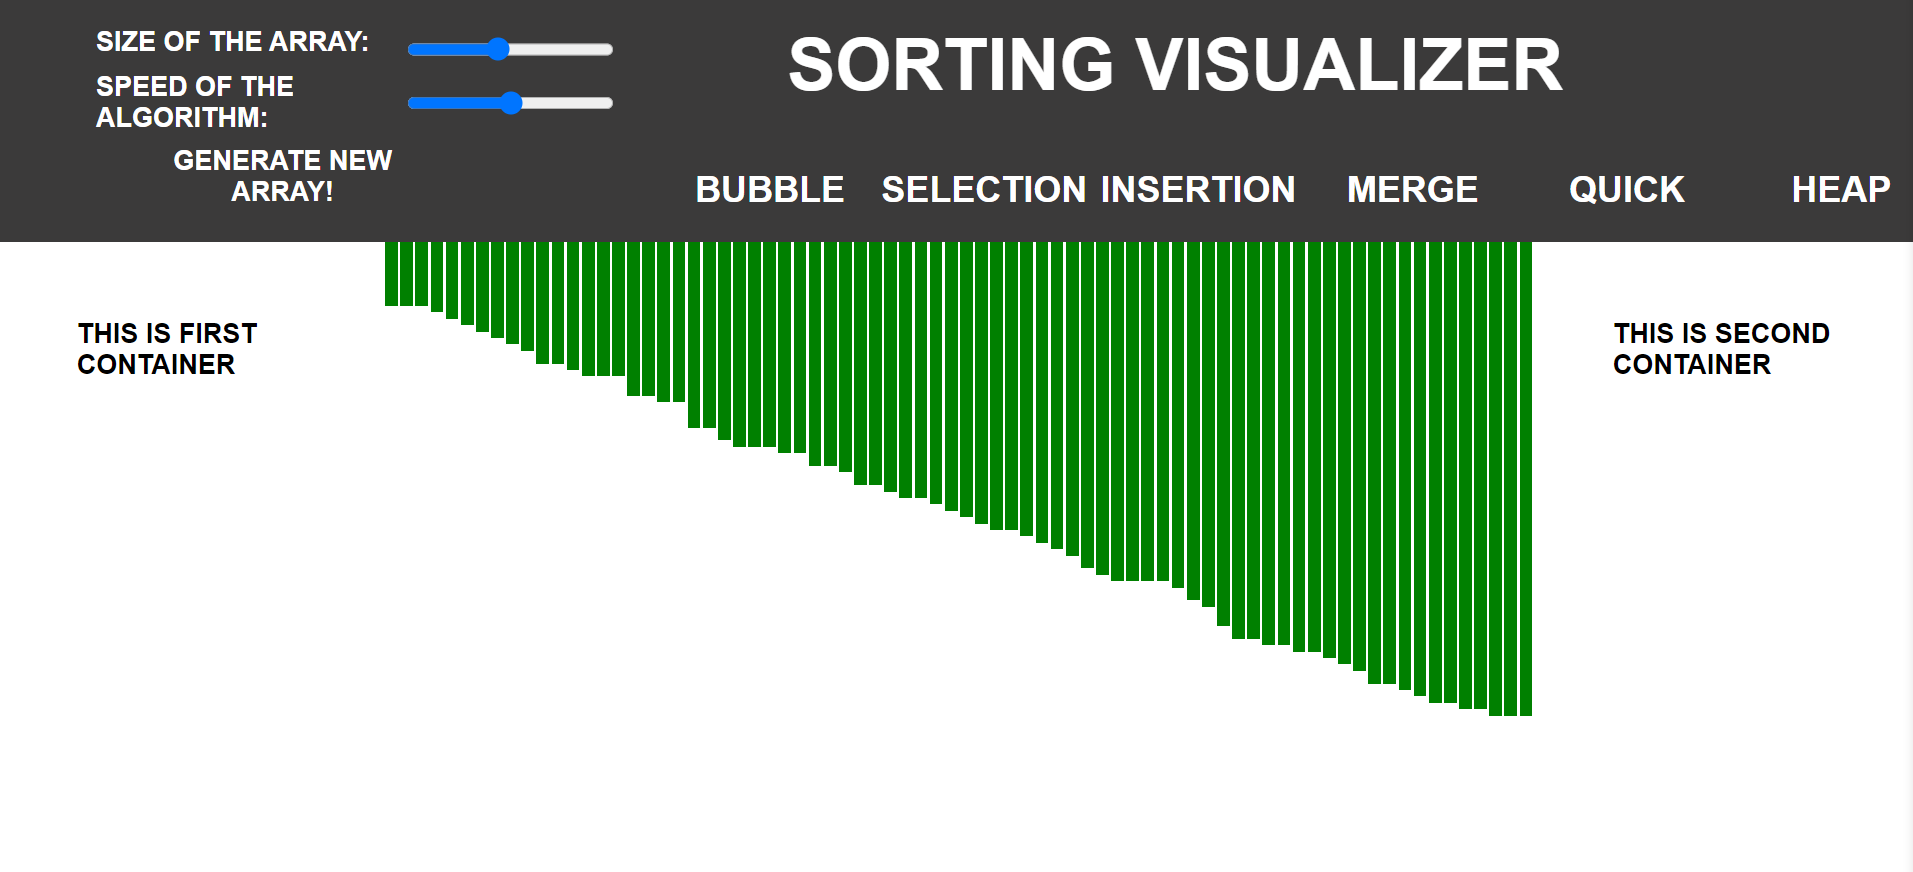 SIZE OF THE ARRAY:
SPEED OF THE
ALGORITHM:
GENERATE NEW
ARRAY!
SORTING VISUALIZER
BUBBLE SELECTION INSERTION MERGE QUICK HEAP
THIS IS FIRST
CONTAINER
THIS IS SECOND
CONTAINER